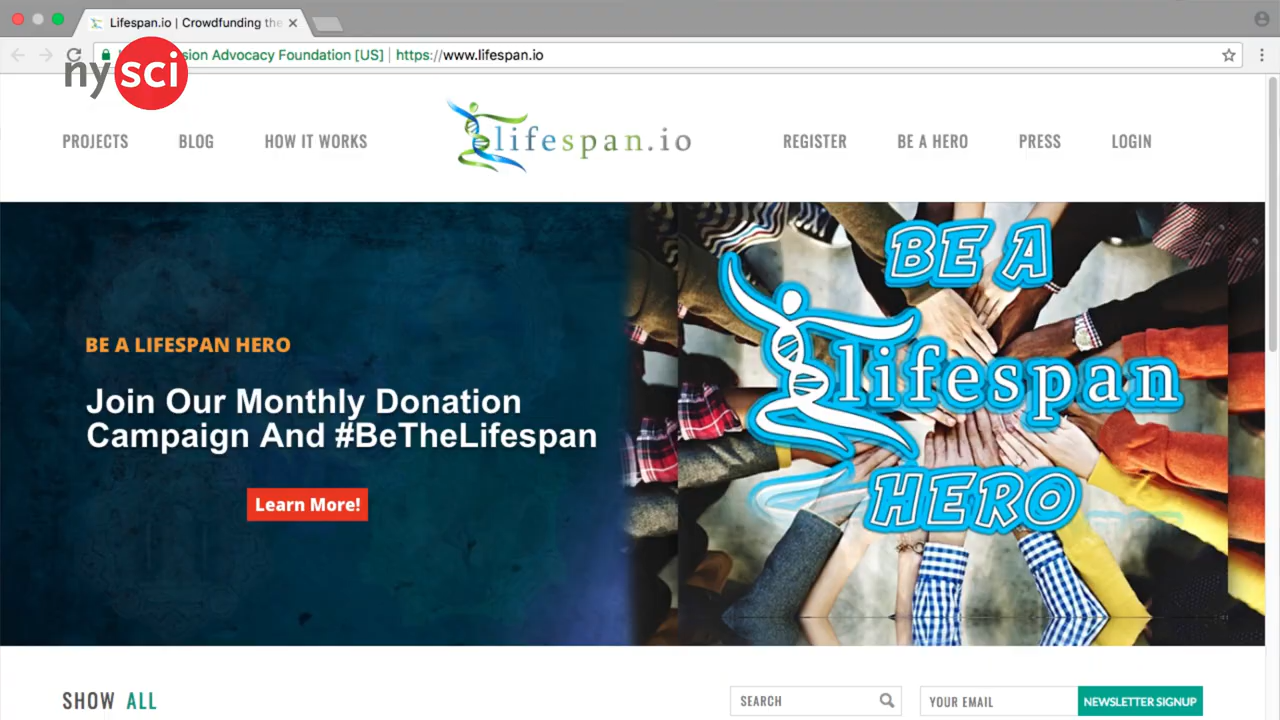 Lifespan.io | Crowdfunding the
sion Advocacy Foundation [US] | https://www.lifespan.io
nysci
PROJECTS BLOG HOW IT WORKS lifespan.io REGISTER BE A HERO PRESS LOGIN
BE A LIFESPAN HERO
Join Our Monthly Donation
Campaign And #BeTheLifespan
Learn More!
BE A
lifespan
HERO
SHOW ALL SEARCH YOUR EMAIL NEWSLETTER SIGNUP